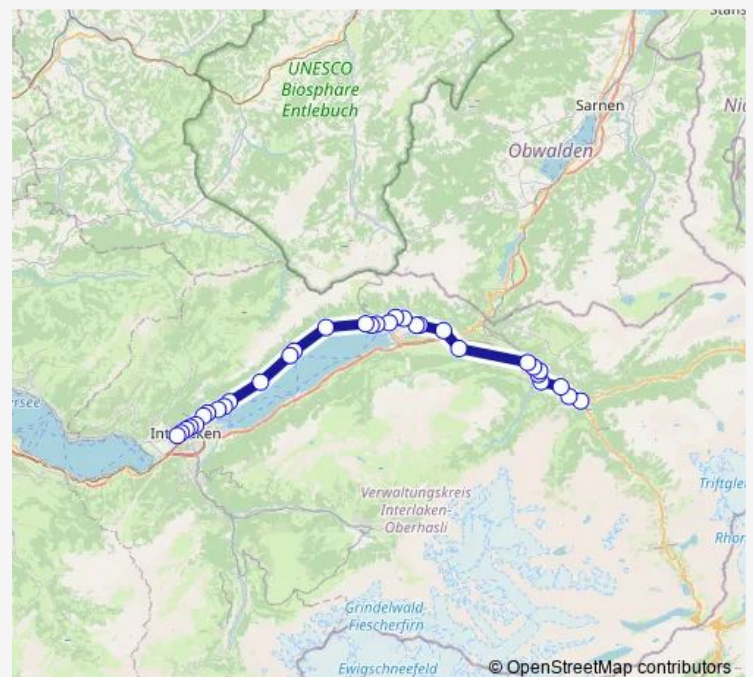 UNESCO
Biosphäre
Entlebuch
Sarnen
Obwalden
Interlaken
Verwaltungskreis
Interlaken-
Oberhasli
Grindelwald
Fiescherfirn
Ewigschneefeld
© OpenStreetMap contributors